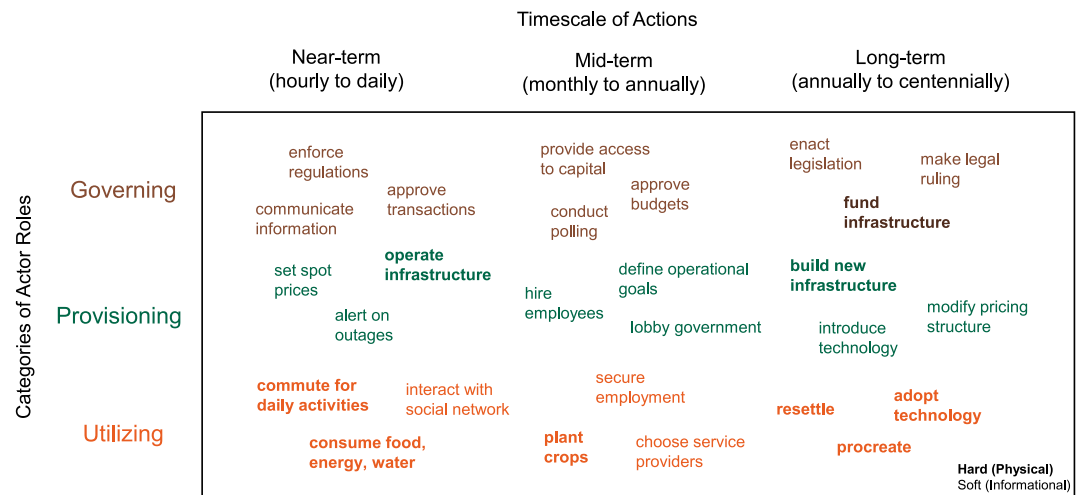 Timescale of Actions
Near-term
(hourly to daily)
Mid-term
(monthly to annually)
Long-term
(annually to centennially)
Categories of Actor Roles
Governing
enforce
regulations
approve
transactions
communicate
information
provide access
to capital
approve
budgets
conduct
polling
enact
legislation
make legal
ruling
fund
infrastructure
Provisioning
set spot
prices
operate
infrastructure
alert on
outages
hire
employees
define operational
goals
lobby government
build new
infrastructure
introduce
technology
modify pricing
structure
Utilizing
commute for
daily activities
interact with
social network
consume food,
energy, water
secure
employment
plant
crops
choose service
providers
resettle
adopt
technology
procreate
Hard (Physical)
Soft (Informational)